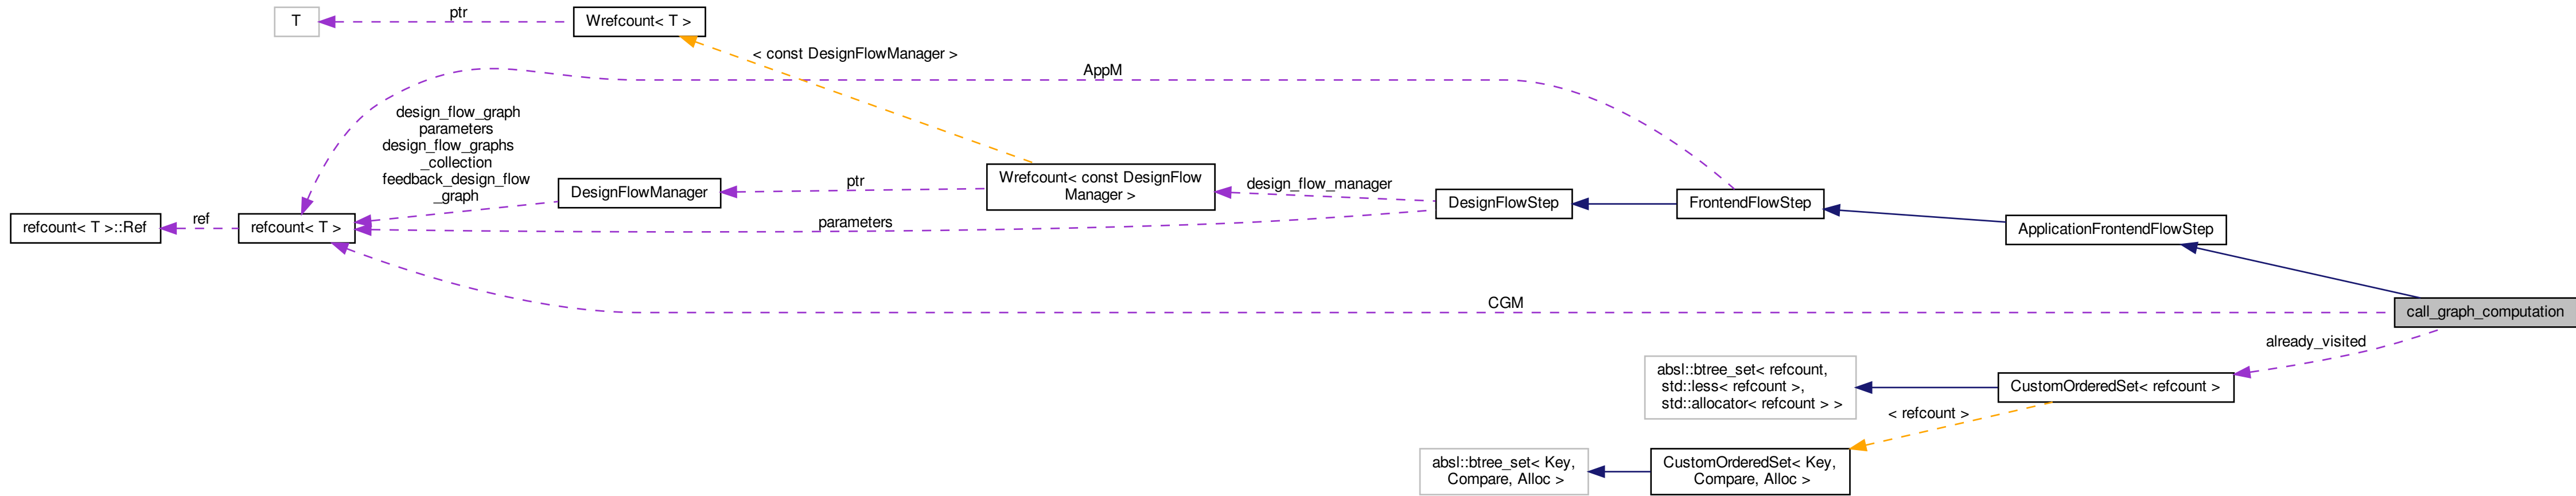 T
ptr
Wrefcount< T >
< const DesignFlowManager >
AppM
design_flow_graph
parameters
design_flow_graphs
_collection
feedback_design_flow
_graph
refcount< T >::Ref
ref
refcount< T >
DesignFlowManager
ptr
Wrefcount< const DesignFlow
Manager >
design_flow_manager
parameters
DesignFlowStep
FrontendFlowStep
ApplicationFrontendFlowStep
CGM
call_graph_computation
already_visited
absl::btree_set< refcount,
std::less< refcount >,
std::allocator< refcount > >
CustomOrderedSet< refcount >
< refcount >
absl::btree_set< Key,
Compare, Alloc >
CustomOrderedSet< Key,
Compare, Alloc >